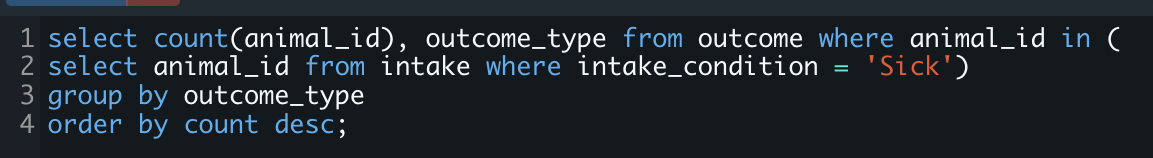 1 select count(animal_id), outcome_type from outcome where animal_id in (
2 select animal_id from intake where intake_condition = 'Sick')
3 group by outcome_type
4 order by count desc;